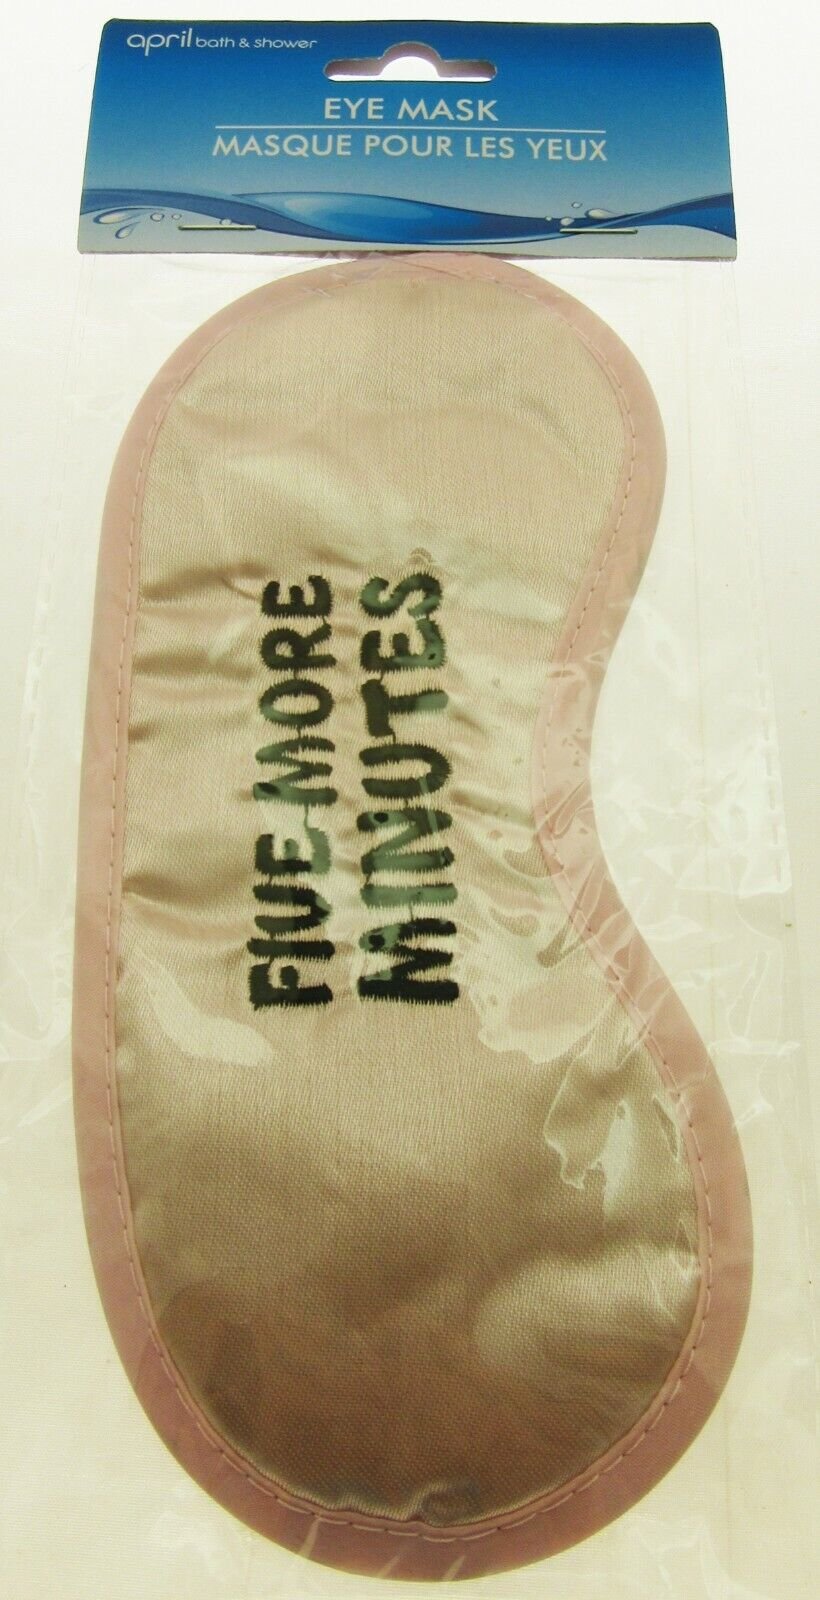 april bath & shower
EYE MASK
MASQUE POUR LES YEUX
FIVE MORE
MINUTES